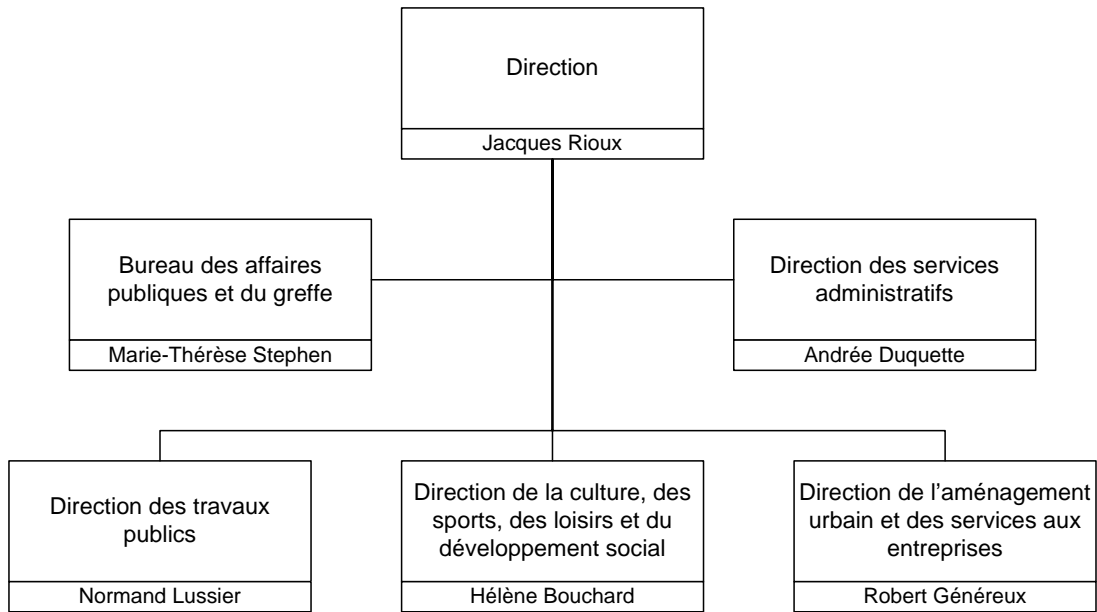 Direction
Jacques Rioux
Bureau des affaires
publiques et du greffe
Marie-Thérèse Stephen
Direction des services
administratifs
Andrée Duquette
Direction des travaux
publics
Normand Lussier
Direction de la culture, des
sports, des loisirs et du
développement social
Hélène Bouchard
Direction de l’aménagement
urbain et des services aux
entreprises
Robert Généreux